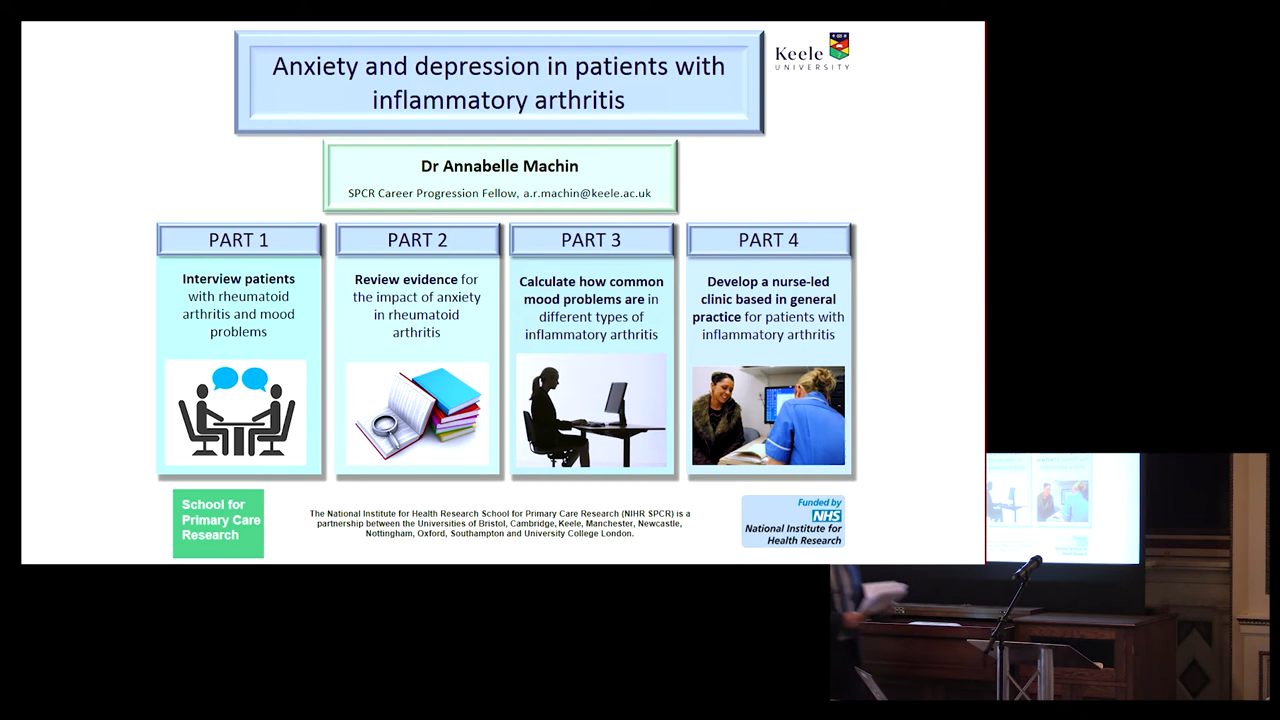 Anxiety and depression in patients with
inflammatory arthritis
Keele
UNIVERSITY
Dr Annabelle Machin
SPCR Career Progression Fellow, a.r.machin@keele.ac.uk
PART 1
Interview patients
with rheumatoid
arthritis and mood
problems
PART 2
Review evidence for
the impact of anxiety
in rheumatoid
arthritis
PART 3
Calculate how common
mood problems are in
different types of
inflammatory arthritis
PART 4
Develop a nurse-led
clinic based in general
practice for patients with
inflammatory arthritis
School for
Primary Care
Research
The National Institute for Health Research School for Primary Care Research (NIHR SPCR) is a
partnership between the Universities of Bristol, Cambridge, Keele, Manchester, Newcastle,
Nottingham, Oxford, Southampton and University College London.
Funded by
NHS
National Institute for
Health Research